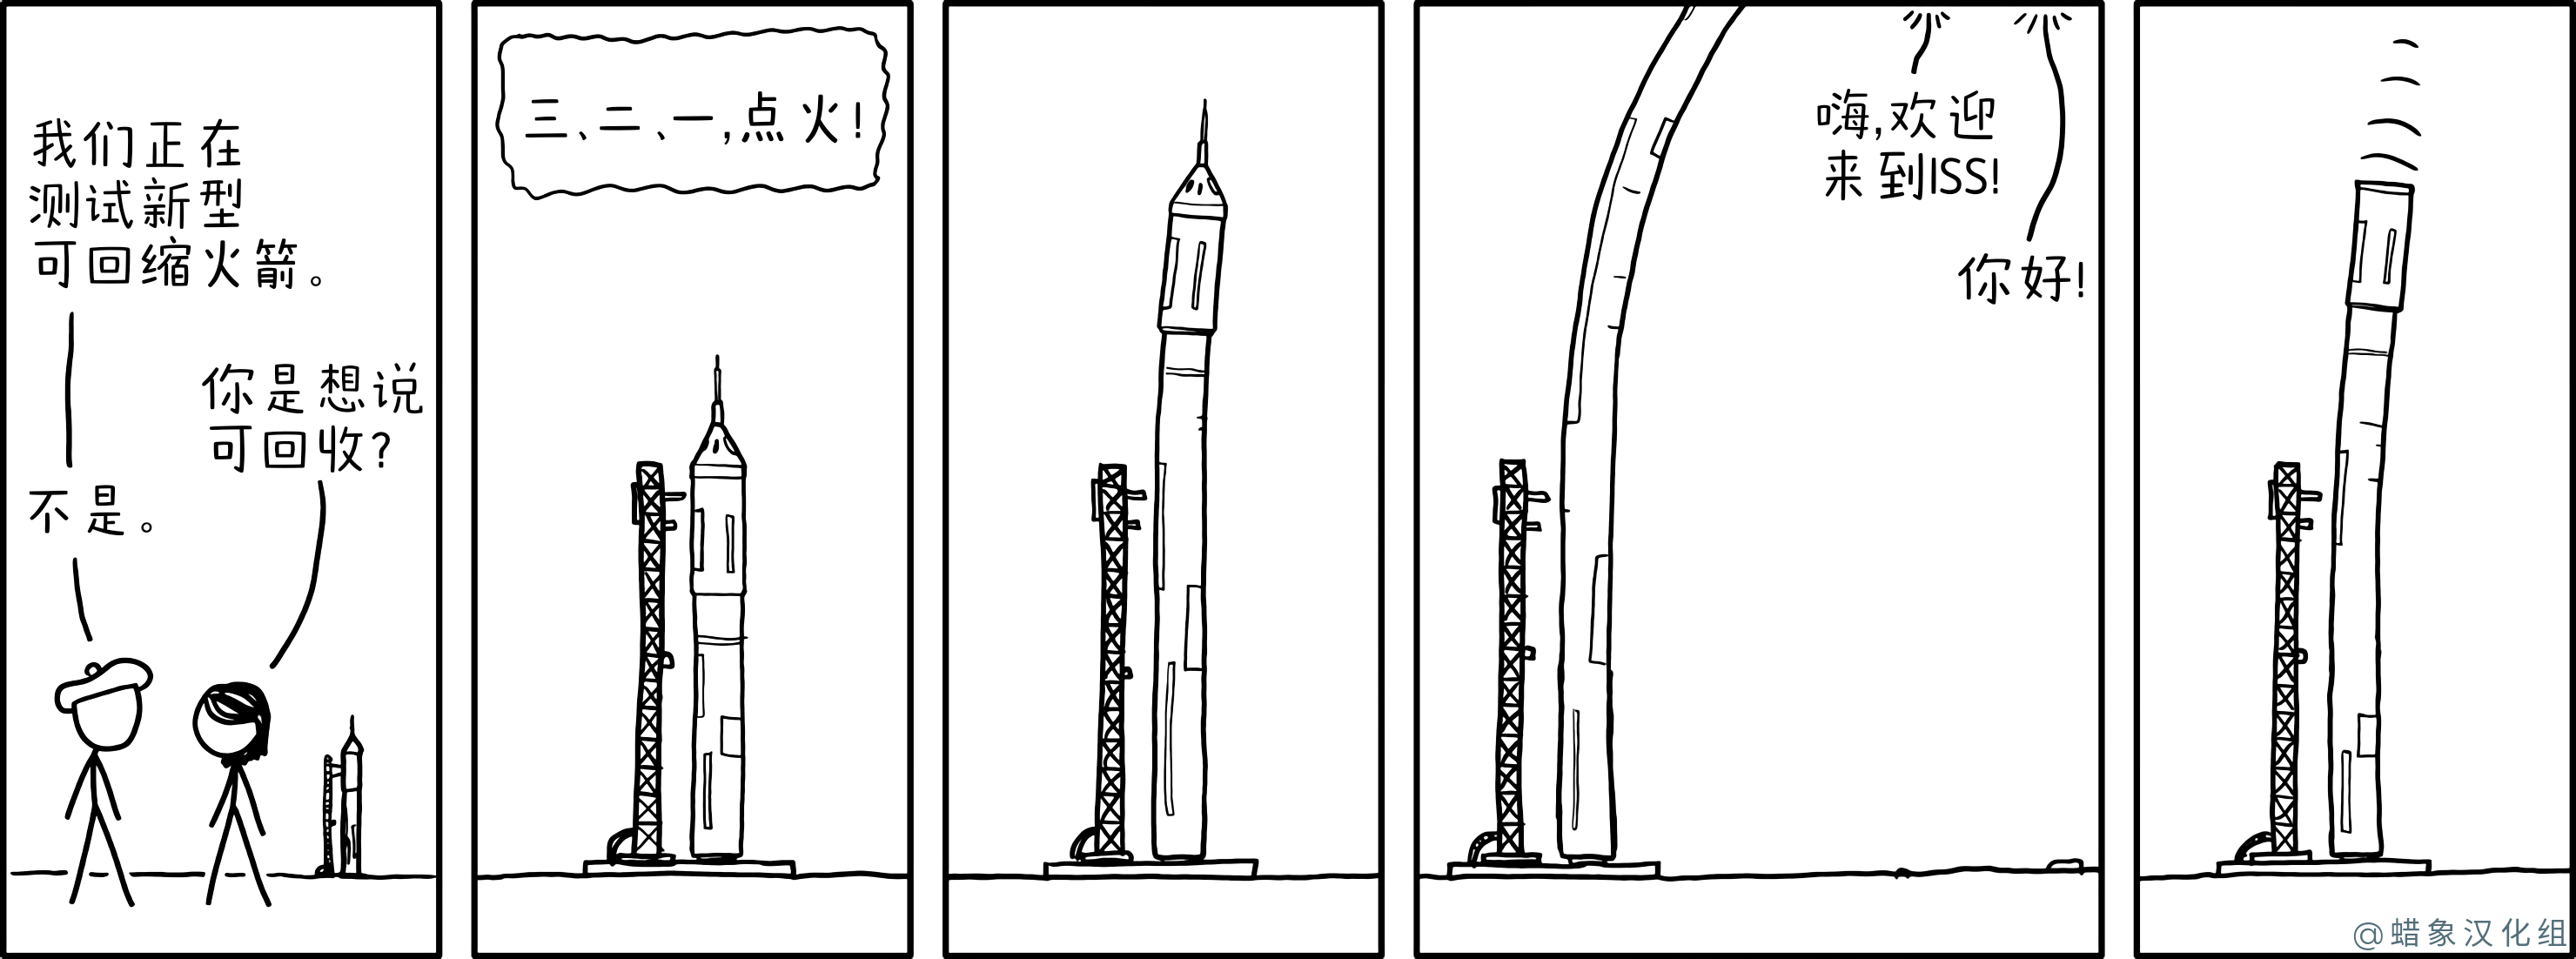 我们正在
测试新型
可回缩火箭。
你是想说
可回收?
不是。
三、二、一,点火!
嗨,欢迎
来到ISS!
你好!
@蜡象汉化组